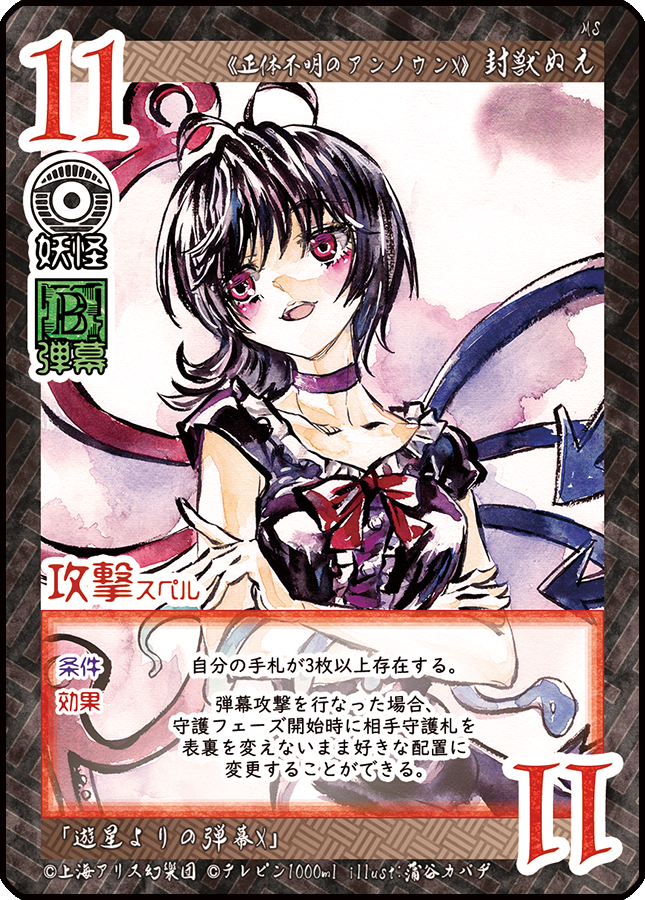 MS
11
《正体不明のアンノウンX》 封獣ぬえ
妖怪
B
弾幕
攻撃スペル
条件 自分の手札が3枚以上存在する。
効果 弾幕攻撃を行なった場合、
守護フェーズ開始時に相手守護札を
表裏を変えないまま好きな配置に
変更することができる。
11
「遊星よりの弾幕X」
©上海アリス幻樂団 ©テレピン1000ml illust:蒲谷カバヂ